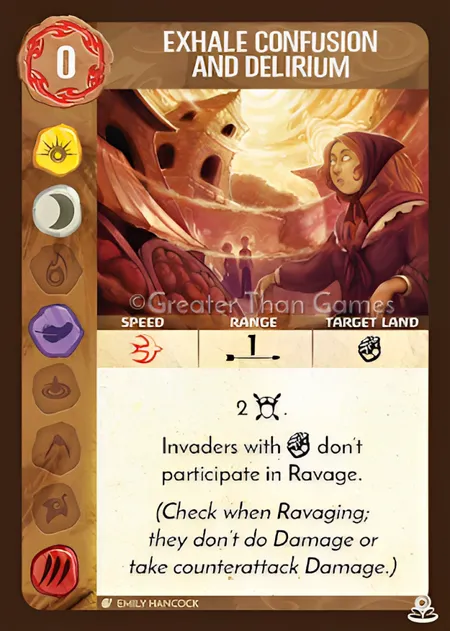 0
EXHALE CONFUSION
AND DELIRIUM
©Greater Than Games
SPEED RANGE TARGET LAND
1
2 .
Invaders with don't
participate in Ravage.
(Check when Ravaging;
they don't do Damage or
take counterattack Damage.)
EMILY HANCOCK